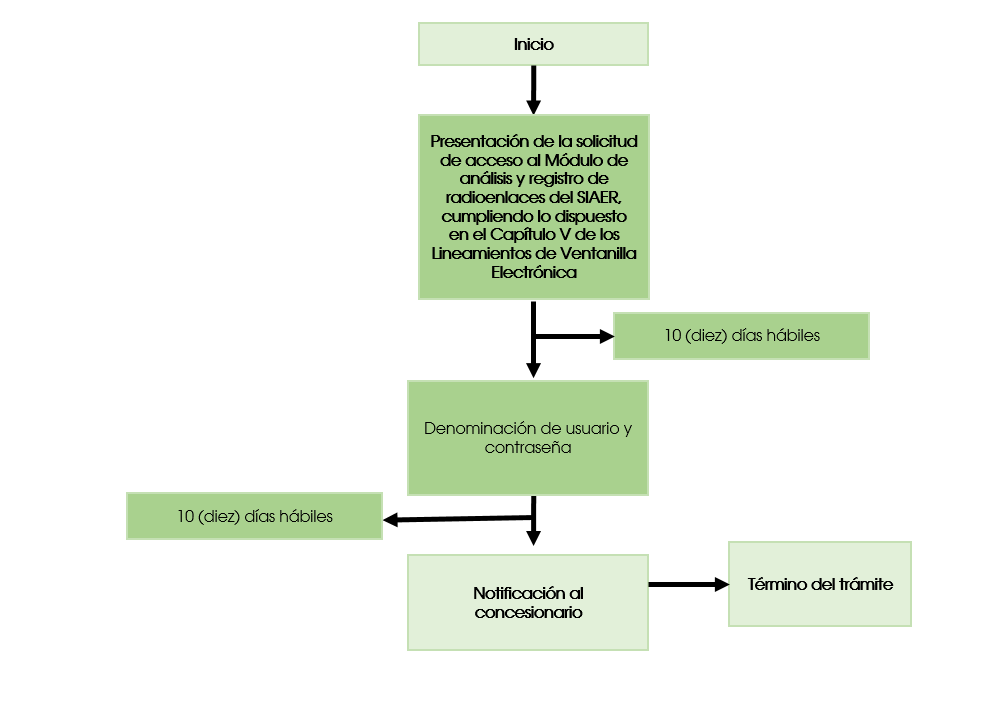 Inicio
Presentación de la solicitud
de acceso al Módulo de
análisis y registro de
radioenlaces del SIAER,
cumpliendo lo dispuesto
en el Capítulo V de los
Lineamientos de Ventanilla
Electrónica
10 (diez) días hábiles
Denominación de usuario y
contraseña
10 (diez) días hábiles
Notificación al
concesionario
Término del trámite